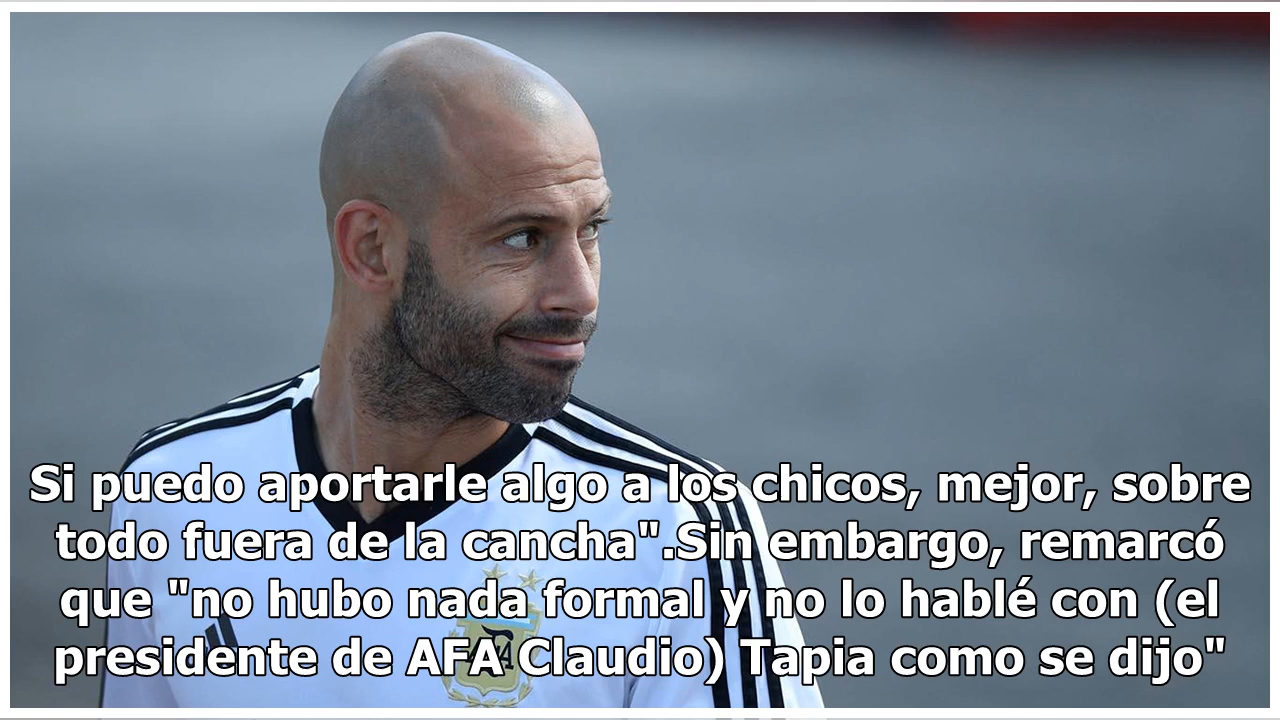 Si puedo aportarle algo a los chicos, mejor, sobre
todo fuera de la cancha".Sin embargo, remarcó
que "no hubo nada formal y no lo hablé con (el
presidente de AFA Claudio) Tapia como se dijo"